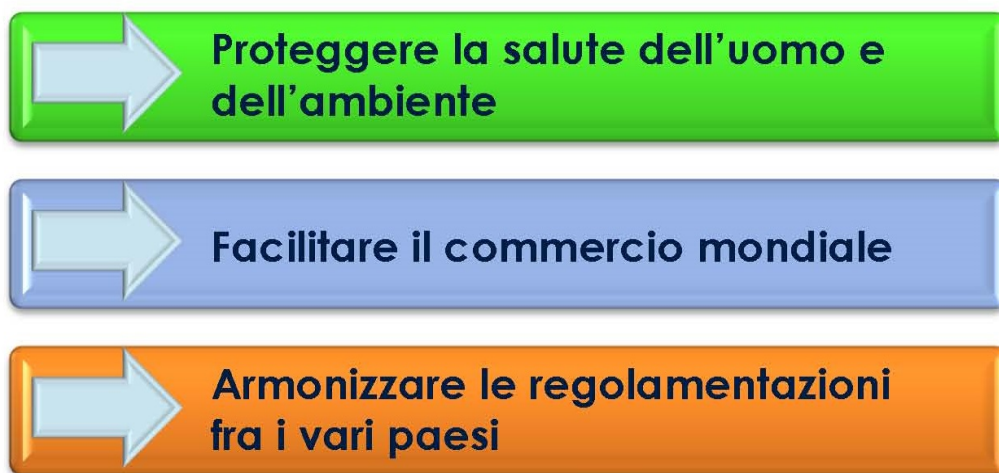 Proteggere la salute dell’uomo e
dell’ambiente
Facilitare il commercio mondiale
Armonizzare le regolamentazioni
fra i vari paesi